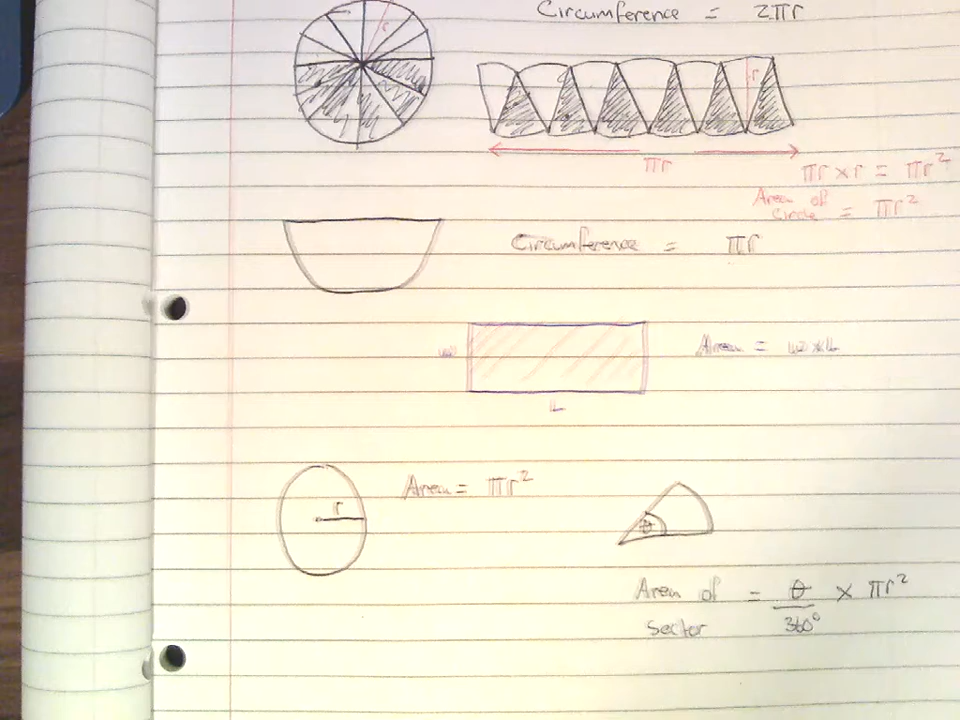 Circumference = 2πr
r
r
πr
πr × r = πr²
Area of
circle = πr²
Circumference = πr
W
Area = W × L
L
Area = πr²
r
θ
Area of = θ × πr²
sector 360°